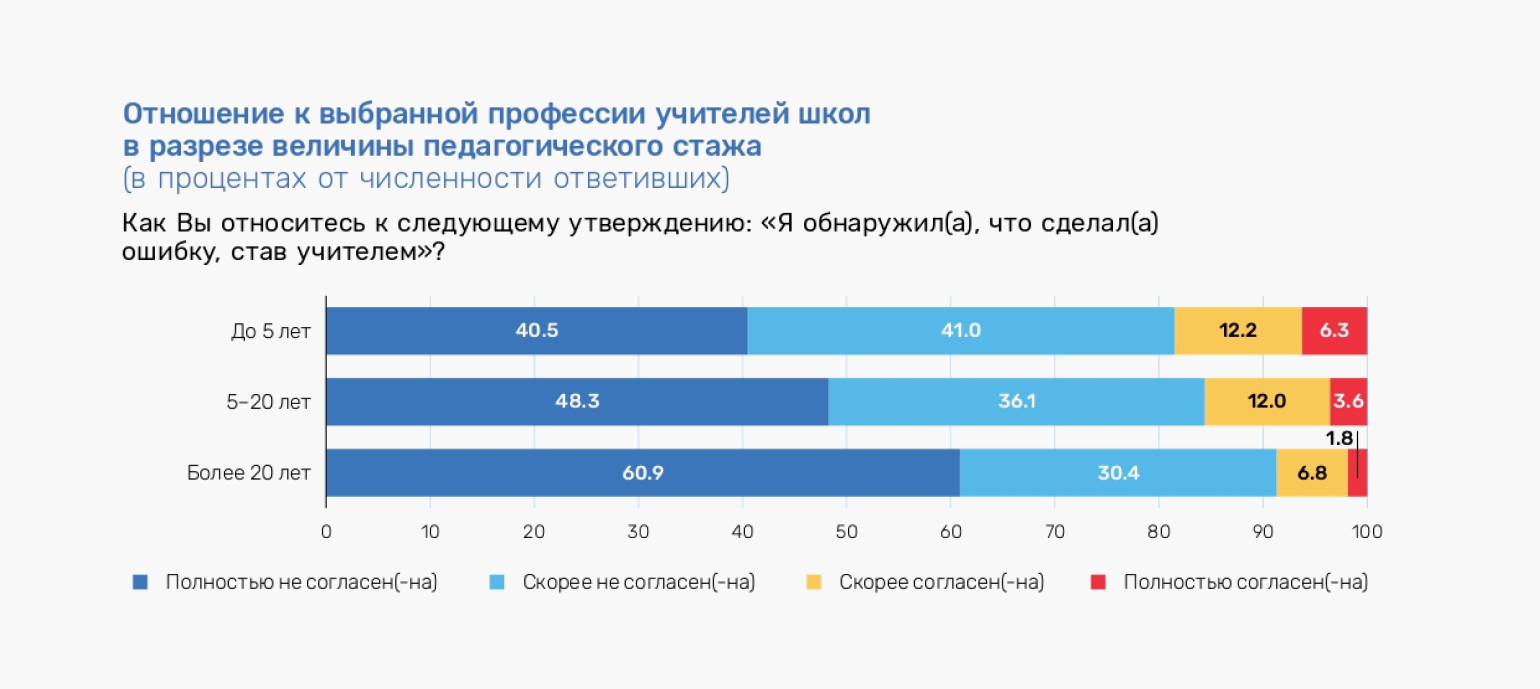 Отношение к выбранной профессии учителей школ
в разрезе величины педагогического стажа
(в процентах от численности ответивших)
Как Вы относитесь к следующему утверждению: «Я обнаружил(а), что сделал(а)
ошибку, став учителем»?
До 5 лет 40.5 41.0 12.2 6.3
5–20 лет 48.3 36.1 12.0 3.6
1.8
Более 20 лет 60.9 30.4 6.8
0 10 20 30 40 50 60 70 80 90 100
Полностью не согласен(-на) Скорее не согласен(-на) Скорее согласен(-на) Полностью согласен(-на)